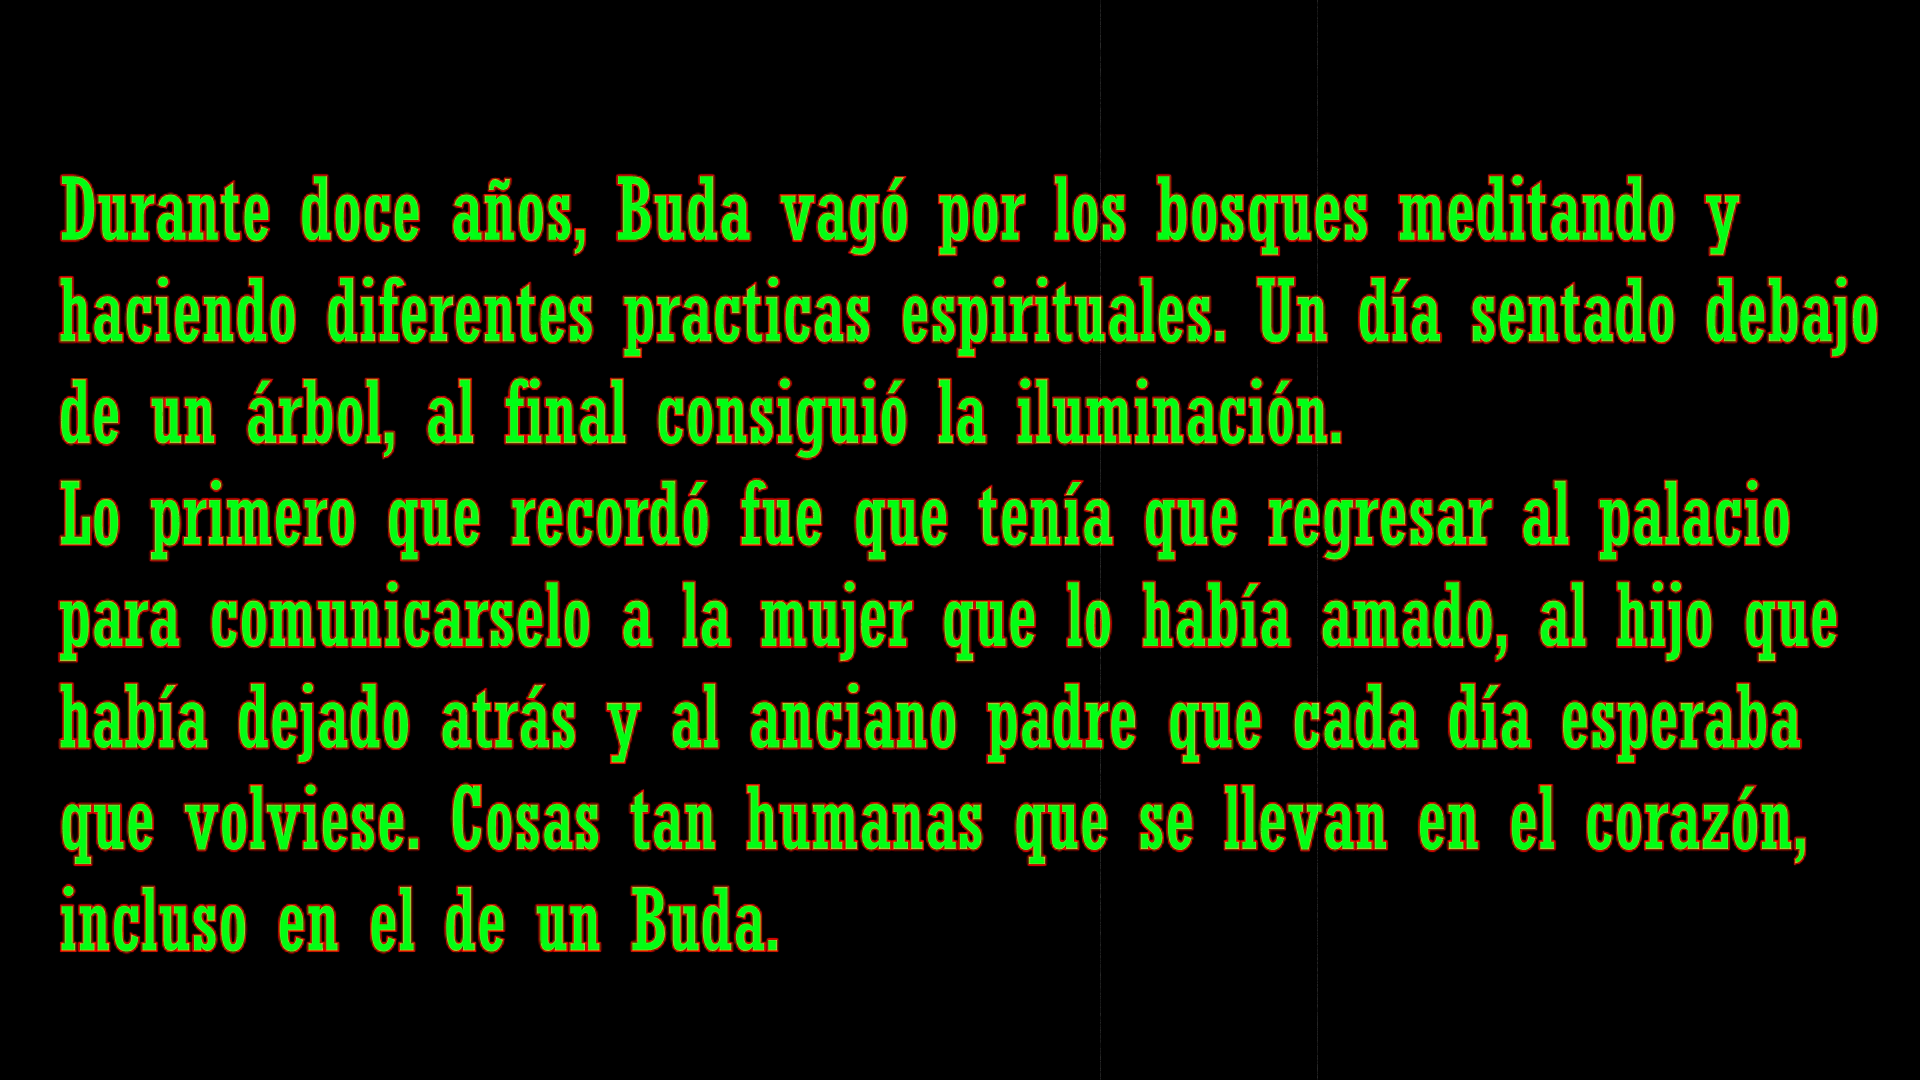 Durante doce años, Buda vagó por los bosques meditando y
haciendo diferentes practicas espirituales. Un día sentado debajo
de un árbol, al final consiguió la iluminación.
Lo primero que recordó fue que tenía que regresar al palacio
para comunicarselo a la mujer que lo había amado, al hijo que
había dejado atrás y al anciano padre que cada día esperaba
que volviese. Cosas tan humanas que se llevan en el corazón,
incluso en el de un Buda.